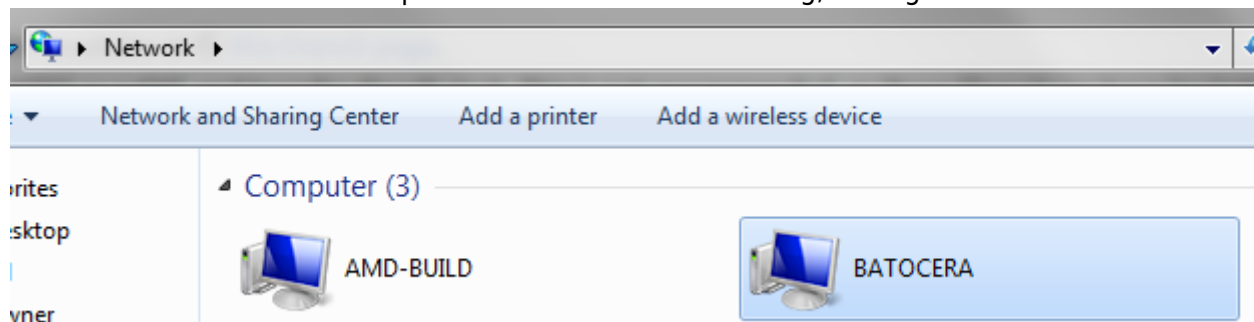 Network
Network and Sharing Center Add a printer Add a wireless device
Computer (3)
AMD-BUILD BATOCERA